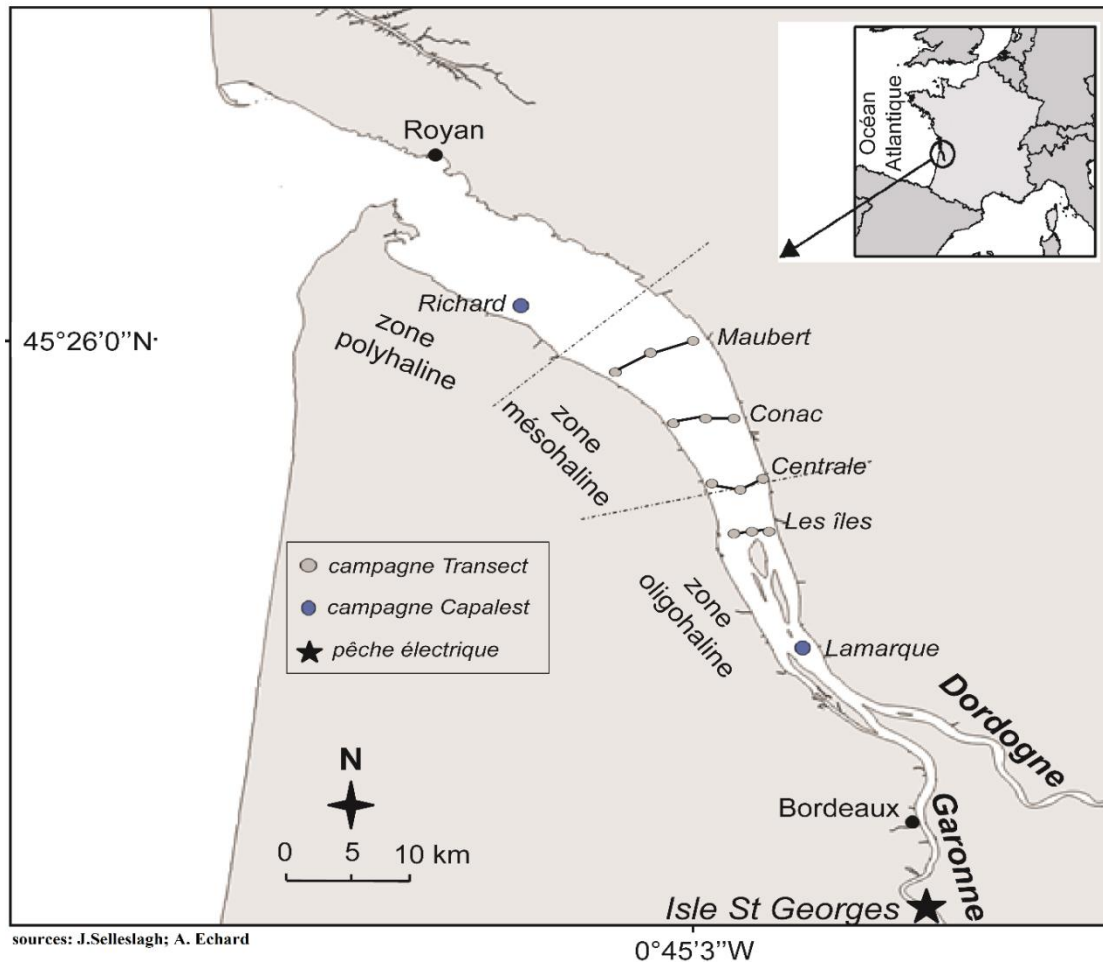 Océan
Atlantique
Royan
Richard
zone
polyhaline
45°26'0’’N
Maubert
zone
mésohaline
Conac
Centrale
Les îles
campagne Transect
campagne Capalest
pêche électrique
zone
oligohaline
Lamarque
Dordogne
N
0 5 10 km
Bordeaux
Garonne
Isle St Georges
sources: J.Selleslagh; A. Echard
0°45'3’’W